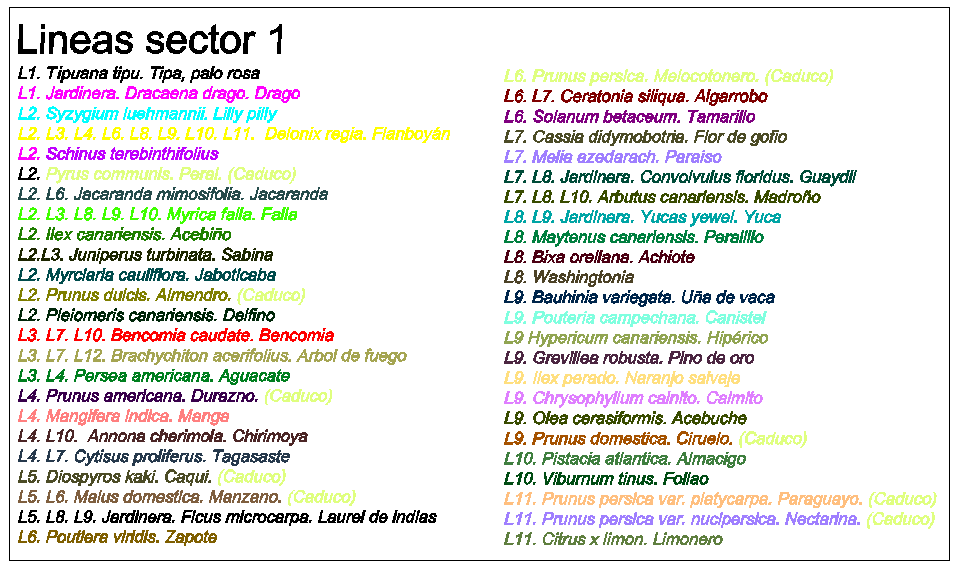 Lineas sector 1
L1. Tipuana tipu. Tipa, palo rosa
L1. Jardinera. Dracaena drago. Drago
L2. Syzygium luehmannii. Lilly pilly
L2. L3. L4. L6. L8. L9. L10. L11. Delonix regia. Flanboyán
L2. Schinus terebinthifolius
L2. Pyrus communis. Peral. (Caduco)
L2. L6. Jacaranda mimosifolia. Jacaranda
L2. L3. L8. L9. L10. Myrica falla. Falla
L2. Ilex canariensis. Acebiño
L2.L3. Juniperus turbinata. Sabina
L2. Myrciaria cauliflora. Jaboticaba
L2. Prunus dulcis. Almendro. (Caduco)
L2. Pleiomeris canariensis. Delfino
L3. L7. L10. Bencomia caudate. Bencomia
L3. L7. L12. Brachychiton acerifolius. Arbol de fuego
L3. L4. Persea americana. Aguacate
L4. Prunus americana. Durazno. (Caduco)
L4. Mangifera indica. Manga
L4. L10. Annona cherimola. Chirimoya
L4. L7. Cytisus proliferus. Tagasaste
L5. Diospyros kaki. Caqui. (Caduco)
L5. L6. Malus domestica. Manzano. (Caduco)
L5. L8. L9. Jardinera. Ficus microcarpa. Laurel de Indias
L6. Poutiera viridis. Zapote
L6. Prunus persica. Melocotonero. (Caduco)
L6. L7. Ceratonia siliqua. Algarrobo
L6. Solanum betaceum. Tamarillo
L7. Cassia didymobotria. Flor de gofio
L7. Melia azedarach. Paraiso
L7. L8. Jardinera. Convolvulus floridus. Guaydil
L7. L8. L10. Arbutus canariensis. Madroño
L8. L9. Jardinera. Yucas yewel. Yuca
L8. Maytenus canariensis. Peralillo
L8. Bixa orellana. Achiote
L8. Washingtonia
L9. Bauhinia variegata. Uña de vaca
L9. Pouteria campechana. Canistel
L9 Hypericum canariensis. Hipérico
L9. Grevillea robusta. Pino de oro
L9. Ilex perado. Naranjo salvaje
L9. Chrysophyllum cainito. Caimito
L9. Olea cerasiformis. Acebuche
L9. Prunus domestica. Ciruelo. (Caduco)
L10. Pistacia atlantica. Almacigo
L10. Viburnum tinus. Follao
L11. Prunus persica var. platycarpa. Paraguayo. (Caduco)
L11. Prunus persica var. nucipersica. Nectarina. (Caduco)
L11. Citrus x limon. Limonero